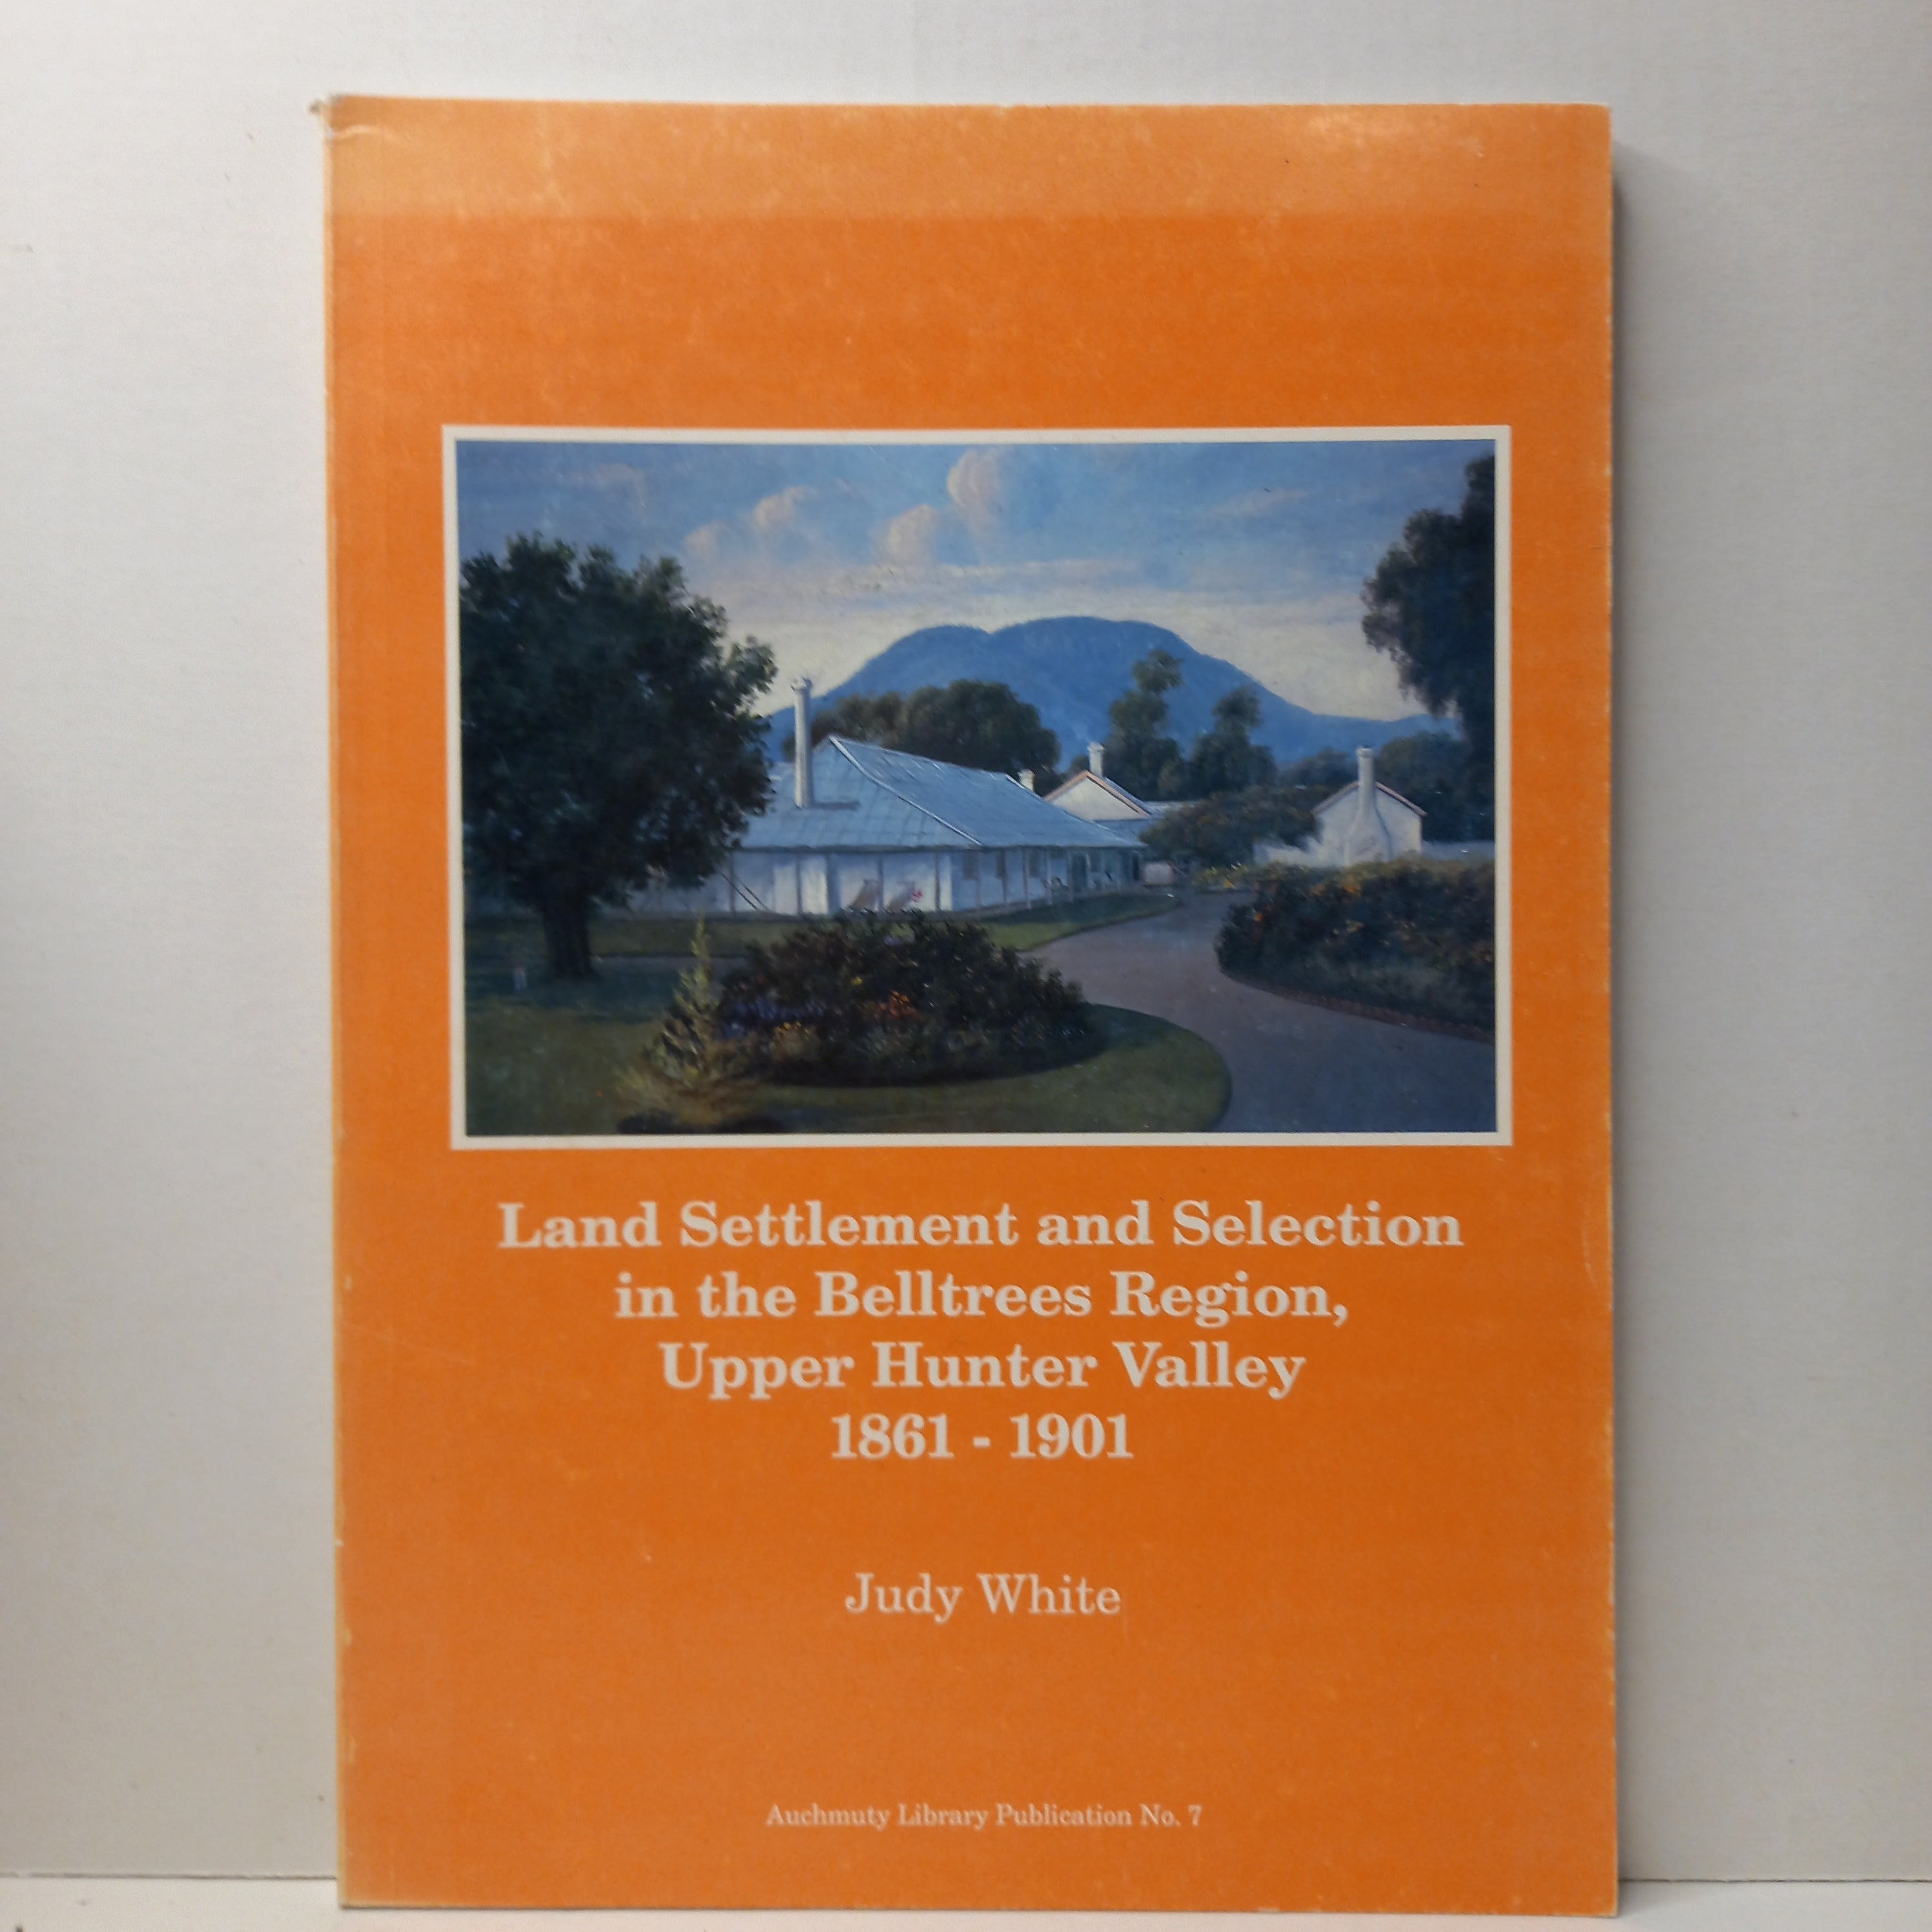 Land Settlement and Selection
in the Belltrees Region,
Upper Hunter Valley
1861 - 1901
Judy White
Auchmuty Library Publication No. 7